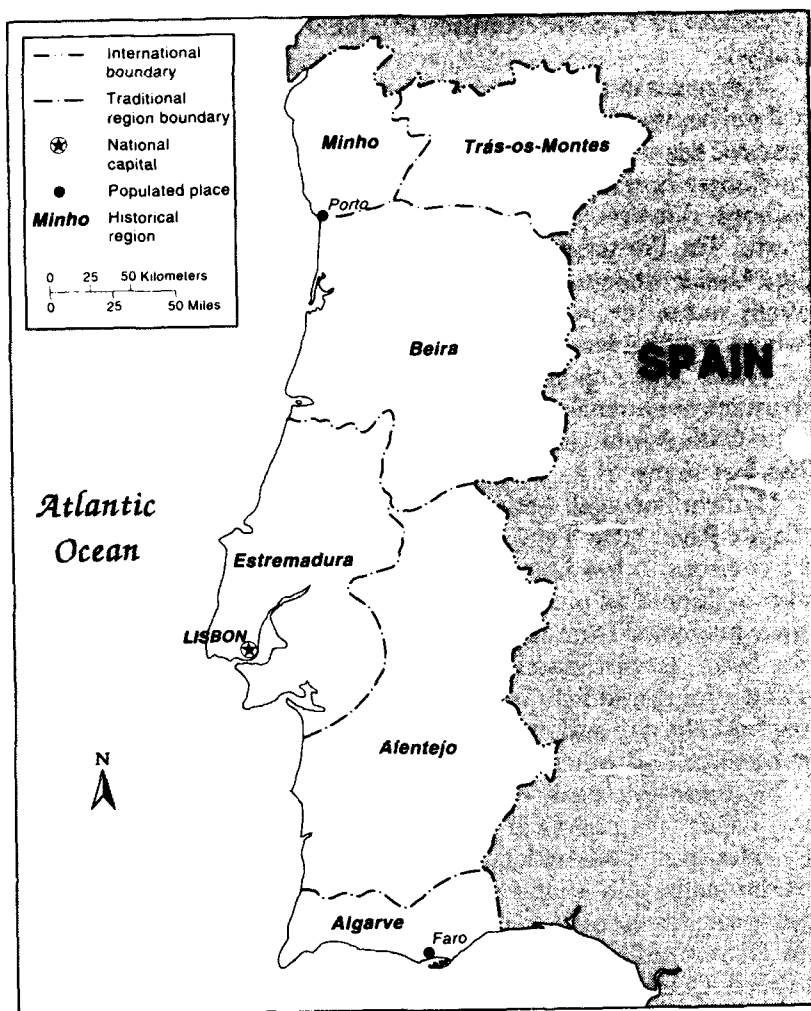 International
boundary
Traditional
region boundary
National
capital
Populated place
Minho Historical
region
0 25 50 Kilometers
0 25 50 Miles
Minho
Trás-os-Montes
Porto
Beira
SPAIN
Atlantic
Ocean
Estremadura
LISBON
N
Alentejo
Algarve
Faro